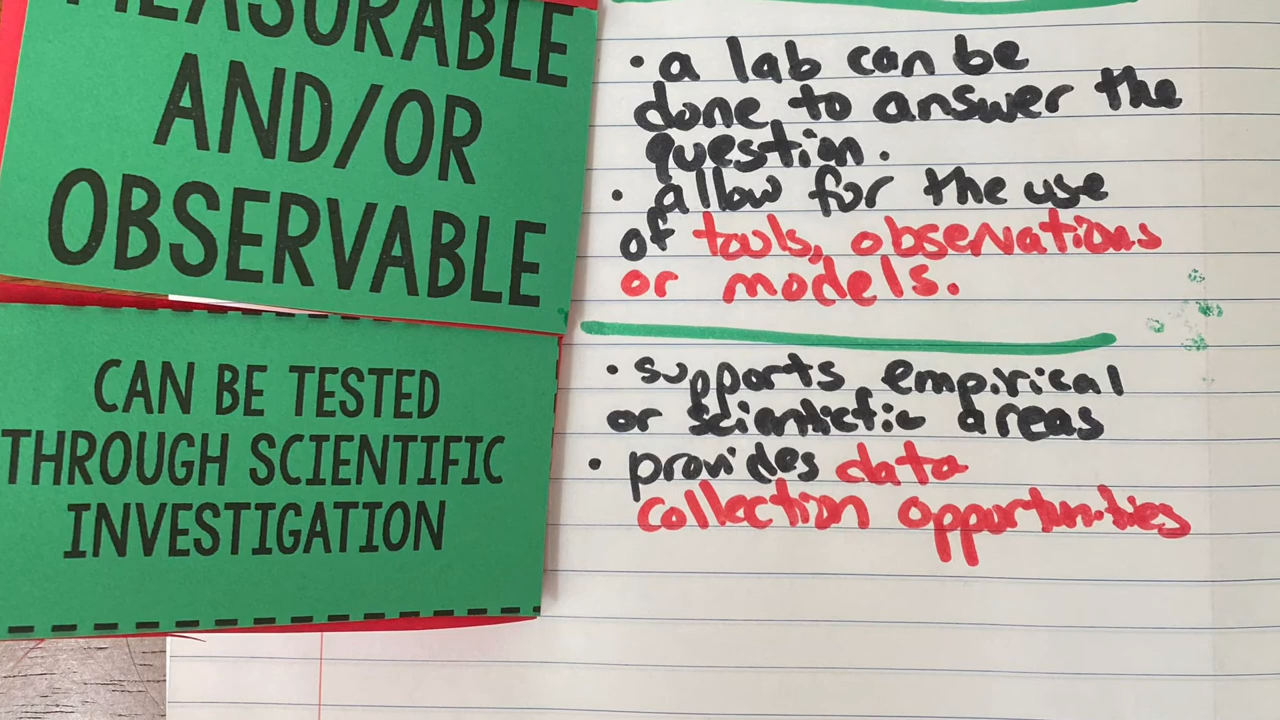 MEASURABLE
AND/OR
OBSERVABLE
• a lab can be
done to answer the
question.
• allow for the use
of tools, observations
or models.
CAN BE TESTED
THROUGH SCIENTIFIC
INVESTIGATION
• supports empirical
or scientictic areas
• provides data
collection opportunities